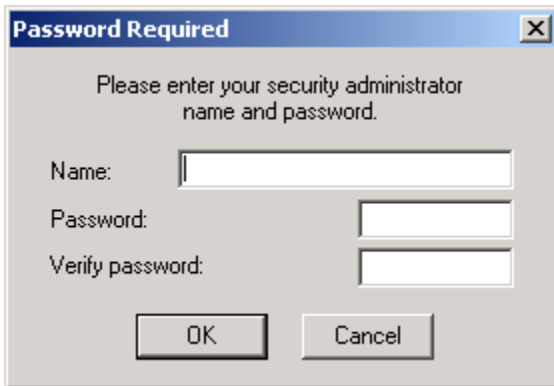 Password Required
Please enter your security administrator
name and password.
Name:
Password:
Verify password:
OK Cancel